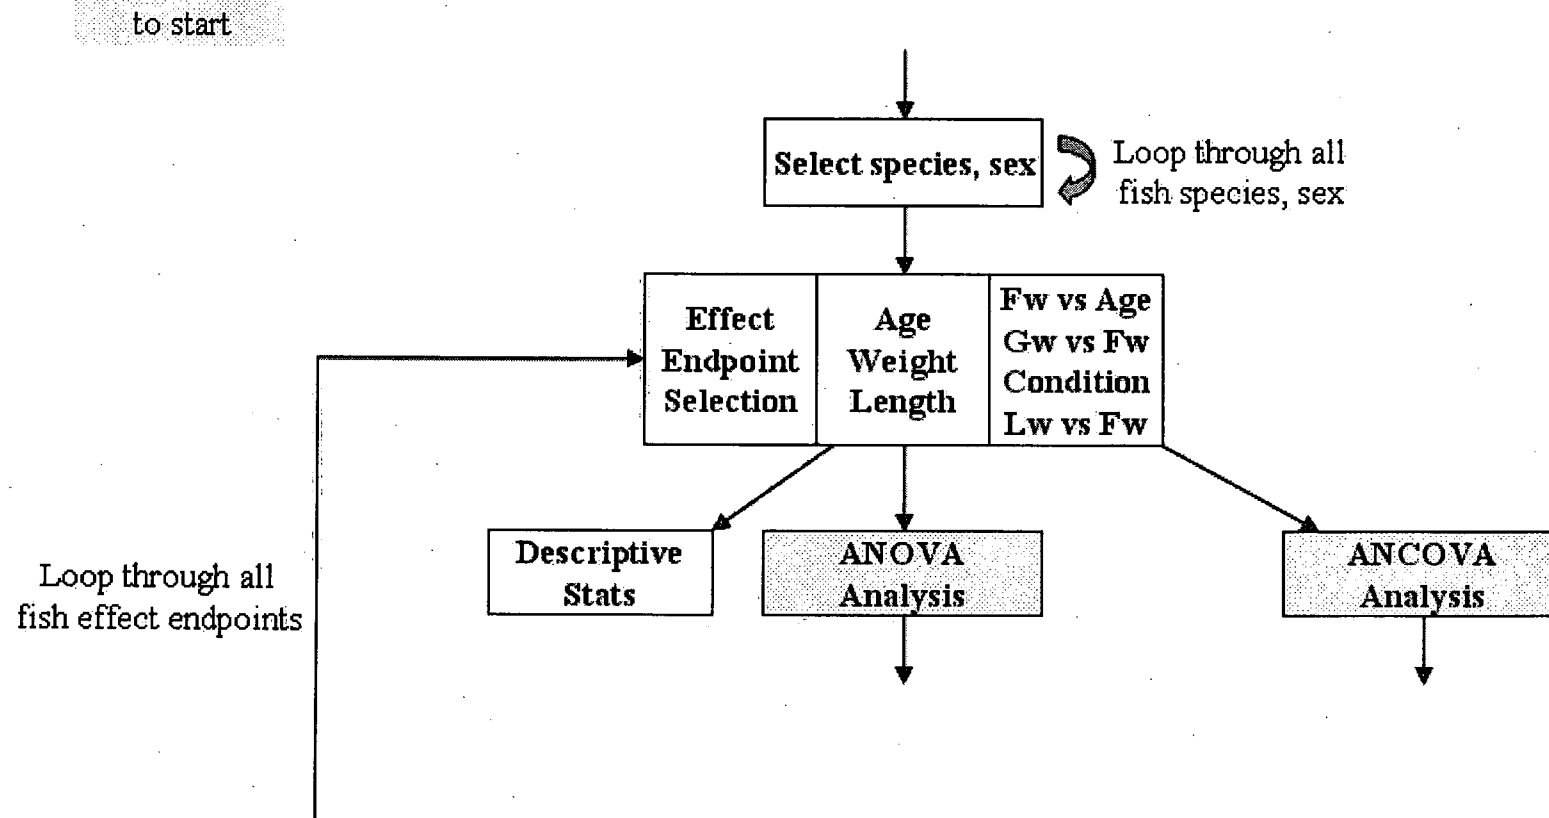 to start
Select species, sex
Loop through all
fish species, sex
Effect
Endpoint
Selection
Age
Weight
Length
Fw vs Age
Gw vs Fw
Condition
Lw vs Fw
Descriptive
Stats
ANOVA
Analysis
ANCOVA
Analysis
Loop through all
fish effect endpoints